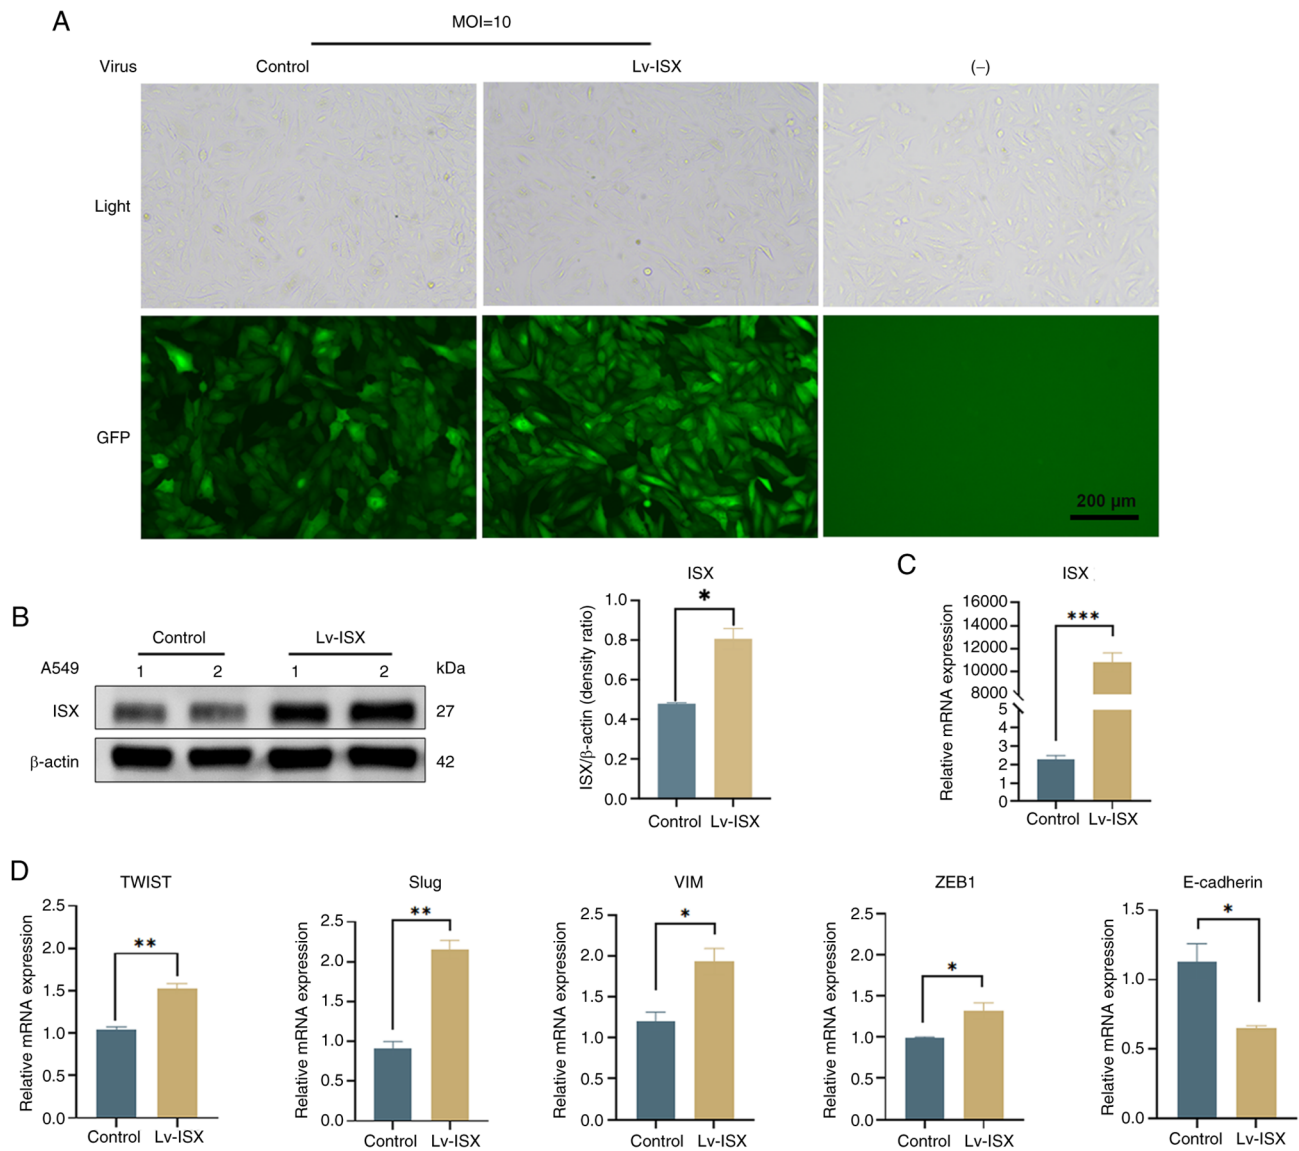 A
MOI=10
Virus Control Lv-ISX (−)
Light
GFP
200 µm
B
Control Lv-ISX
A549 1 2 1 2 kDa
ISX 27
β-actin 42
ISX
ISX/β-actin (density ratio)
1.0
0.8
0.6
0.4
0.2
0.0
*
Control Lv-ISX
C
ISX
Relative mRNA expression
16000
14000
12000
10000
8000
5
4
3
2
1
0
***
Control Lv-ISX
D
TWIST
Relative mRNA expression
2.5
2.0
1.5
1.0
0.5
0.0
**
Control Lv-ISX
Slug
Relative mRNA expression
2.5
2.0
1.5
1.0
0.5
0.0
**
Control Lv-ISX
VIM
Relative mRNA expression
2.5
2.0
1.5
1.0
0.5
0.0
*
Control Lv-ISX
ZEB1
Relative mRNA expression
2.5
2.0
1.5
1.0
0.5
0.0
*
Control Lv-ISX
E-cadherin
Relative mRNA expression
1.5
1.0
0.5
0.0
*
Control Lv-ISX